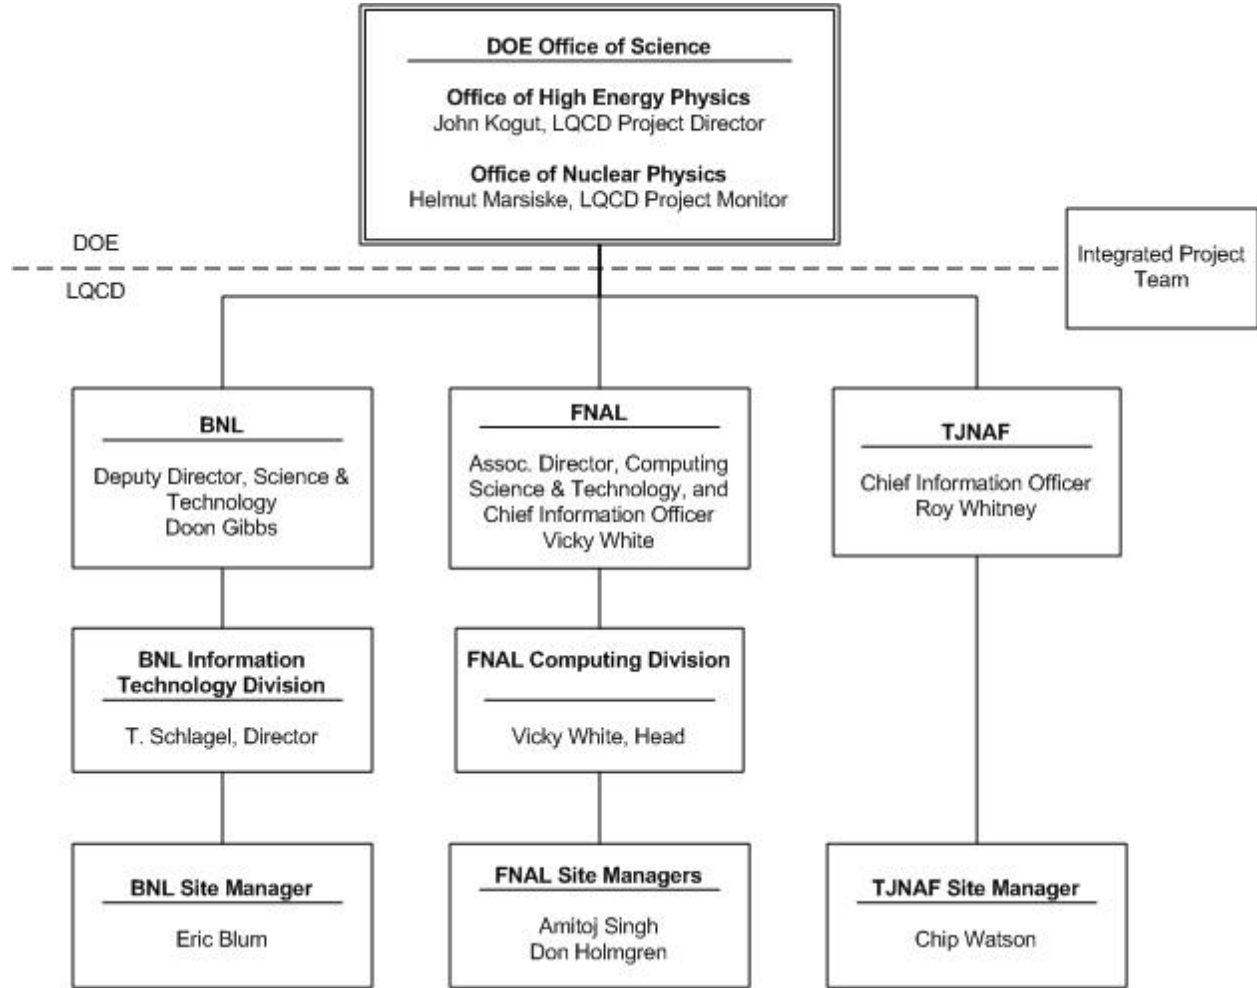 DOE Office of Science
Office of High Energy Physics
John Kogut, LQCD Project Director
Office of Nuclear Physics
Helmut Marsiske, LQCD Project Monitor
DOE
LQCD
Integrated Project
Team
BNL
Deputy Director, Science &
Technology
Doon Gibbs
FNAL
Assoc. Director, Computing
Science & Technology, and
Chief Information Officer
Vicky White
TJNAF
Chief Information Officer
Roy Whitney
BNL Information
Technology Division
T. Schlagel, Director
FNAL Computing Division
Vicky White, Head
BNL Site Manager
Eric Blum
FNAL Site Managers
Amitoj Singh
Don Holmgren
TJNAF Site Manager
Chip Watson